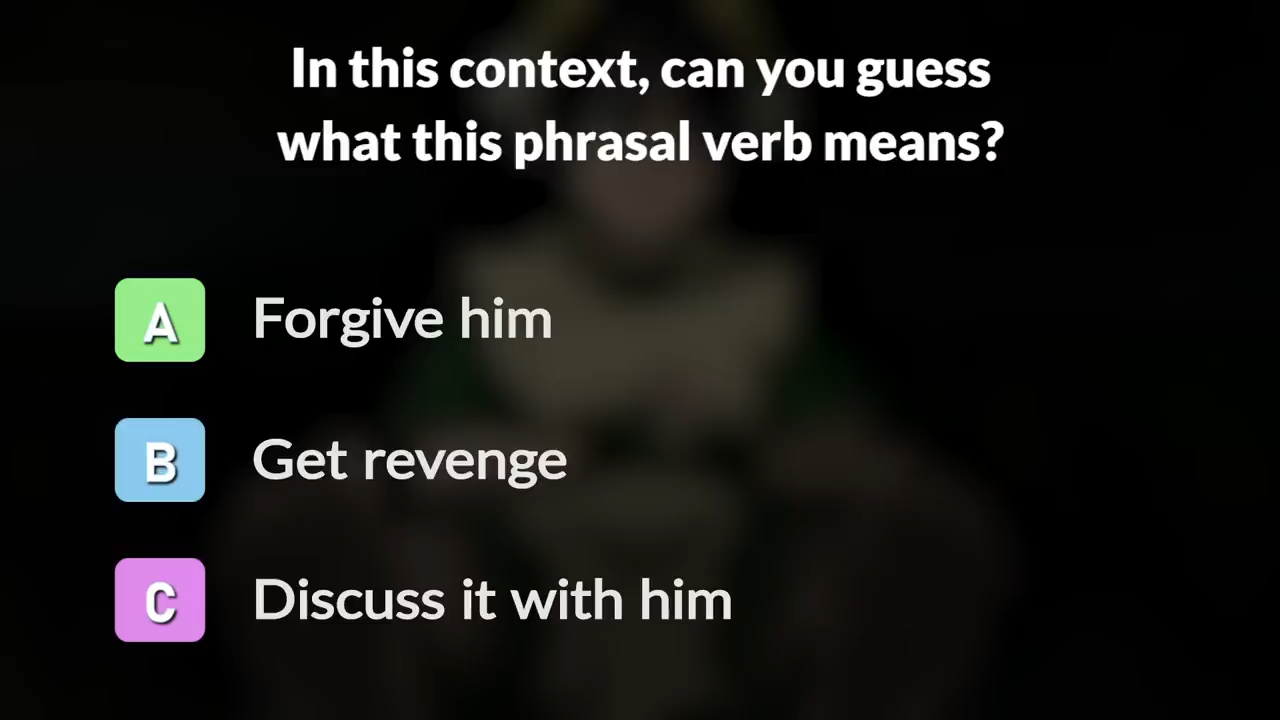 In this context, can you guess
what this phrasal verb means?
A Forgive him
B Get revenge
C Discuss it with him